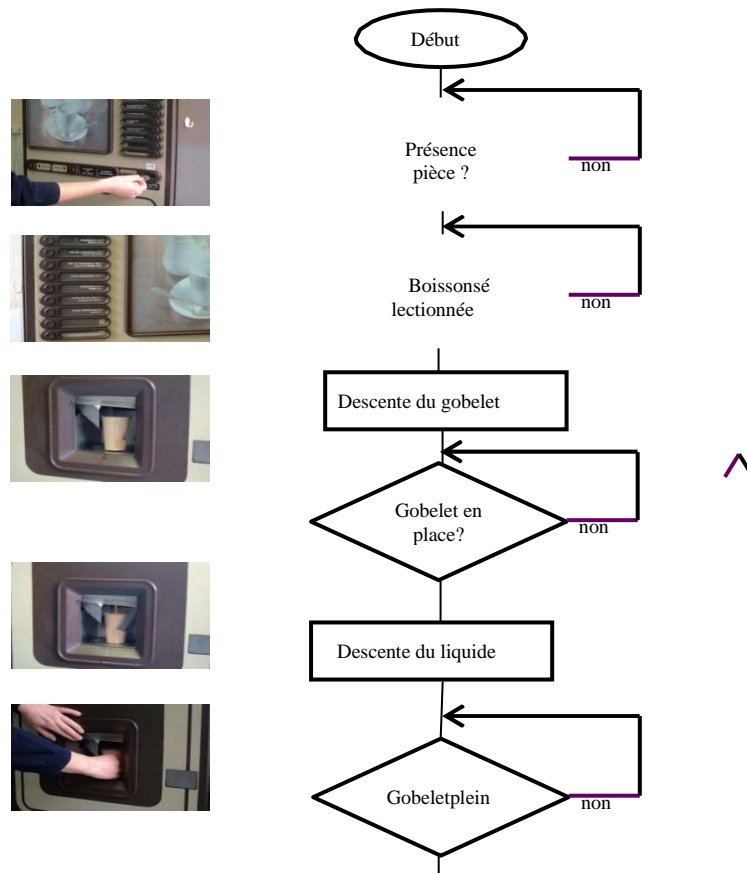 Début
Présence
pièce ?
non
Boissonsé
lectionnée
non
Descente du gobelet
Gobelet en
place?
non
Descente du liquide
Gobeletplein
non